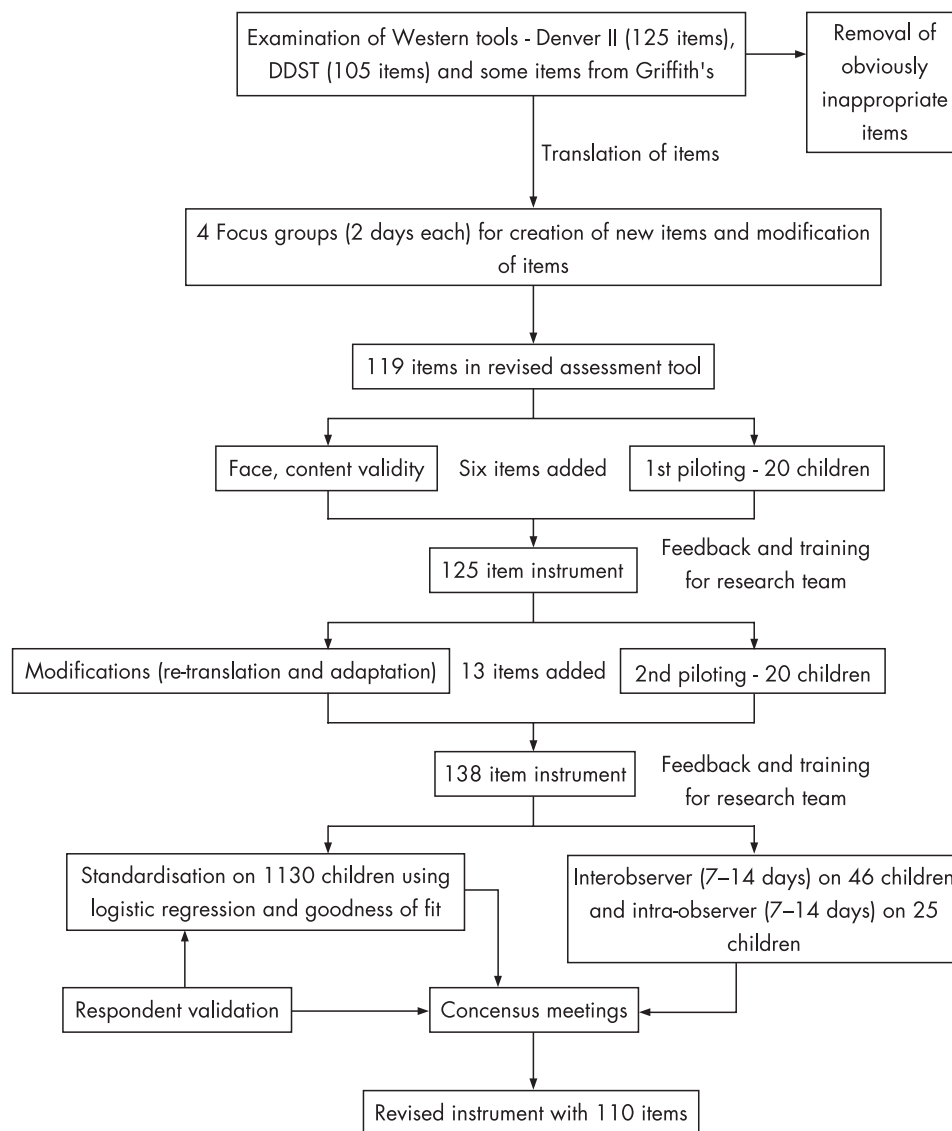 Examination of Western tools - Denver II (125 items),
DDST (105 items) and some items from Griffith's
Removal of
obviously
inappropriate
items
Translation of items
4 Focus groups (2 days each) for creation of new items and modification
of items
119 items in revised assessment tool
Face, content validity
Six items added
1st piloting - 20 children
125 item instrument
Feedback and training
for research team
Modifications (re-translation and adaptation)
13 items added
2nd piloting - 20 children
138 item instrument
Feedback and training
for research team
Standardisation on 1130 children using
logistic regression and goodness of fit
Interobserver (7–14 days) on 46 children
and intra-observer (7–14 days) on 25
children
Respondent validation
Concensus meetings
Revised instrument with 110 items